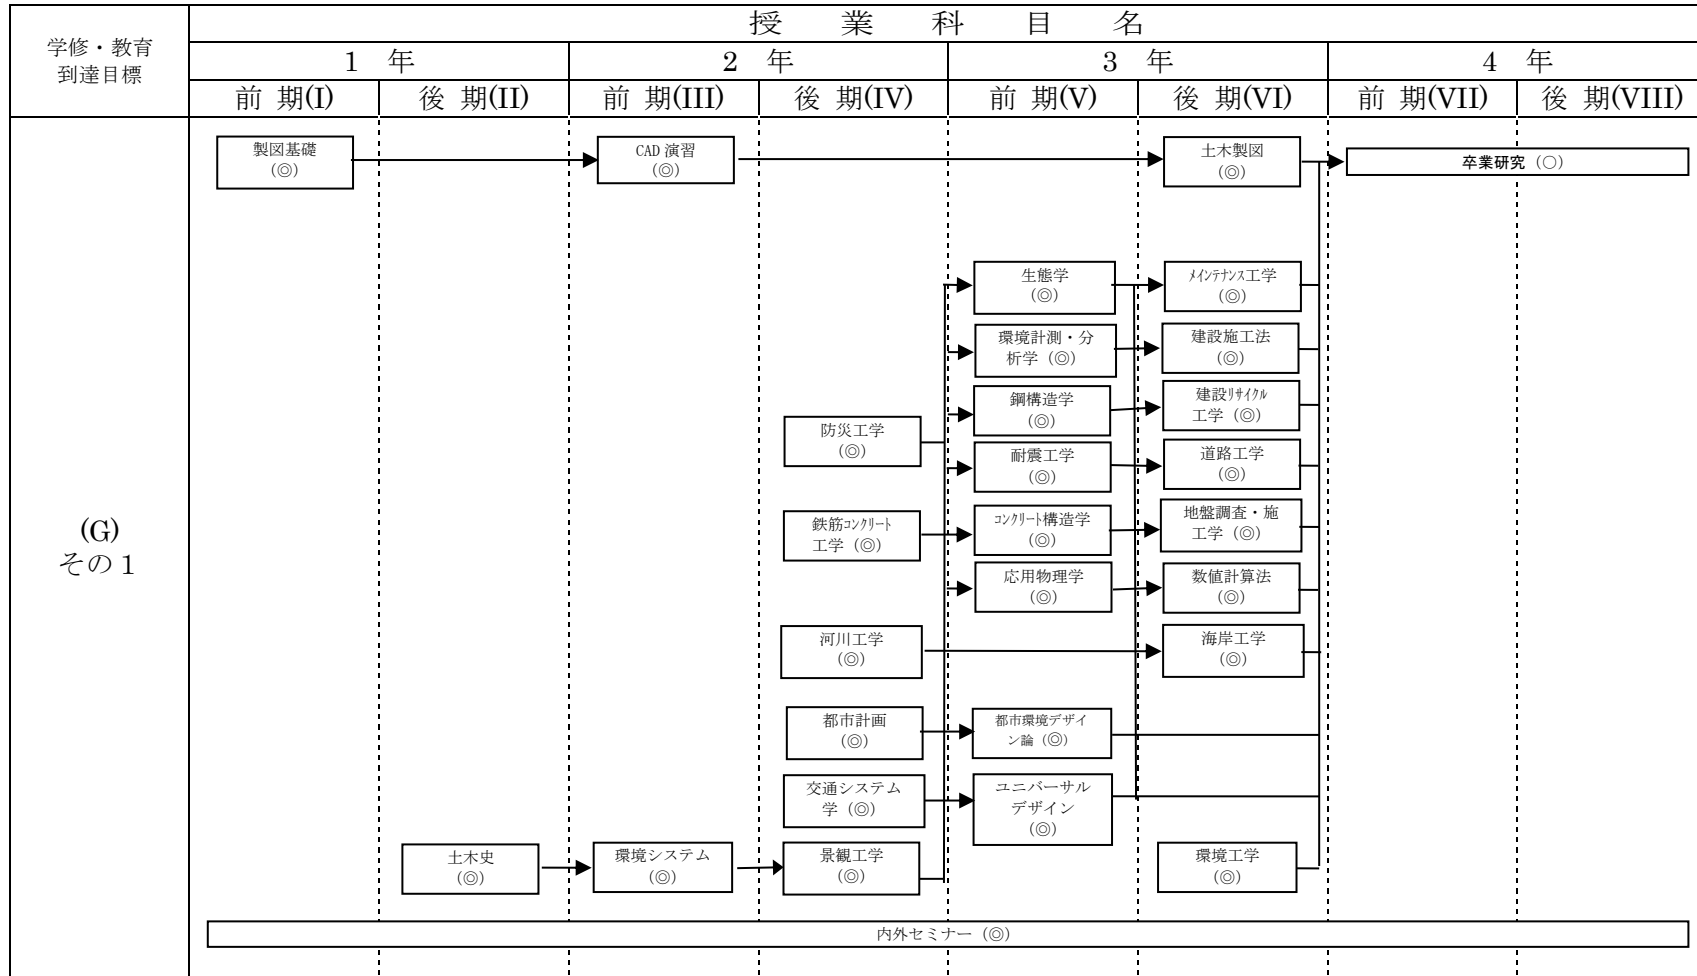 授 業 科 目 名
学修・教育
到達目標
1 年
2 年
3 年
4 年
前 期(I)
後 期(II)
前 期(III)
後 期(IV)
前 期(V)
後 期(VI)
前 期(VII)
後 期(VIII)
製図基礎
(◎)
CAD 演習
(◎)
土木製図
(◎)
卒業研究（○）
生態学
(◎)
ﾒｲﾝﾃﾅﾝｽ工学
(◎)
環境計測・分
析学（◎）
建設施工法
(◎)
鋼構造学
(◎)
建設ﾘｻｲｸﾙ
工学（◎）
防災工学
(◎)
耐震工学
(◎)
道路工学
(◎)
(G)
その１
鉄筋ｺﾝｸﾘｰﾄ
工学（◎）
ｺﾝｸﾘｰﾄ構造学
(◎)
地盤調査・施
工学（◎）
応用物理学
(◎)
数値計算法
(◎)
河川工学
(◎)
海岸工学
(◎)
都市計画
(◎)
都市環境デザイ
ン論（◎）
交通システム
学（◎）
ユニバーサル
デザイン
(◎)
土木史
(◎)
環境システム
(◎)
景観工学
(◎)
環境工学
(◎)
内外セミナー（◎）